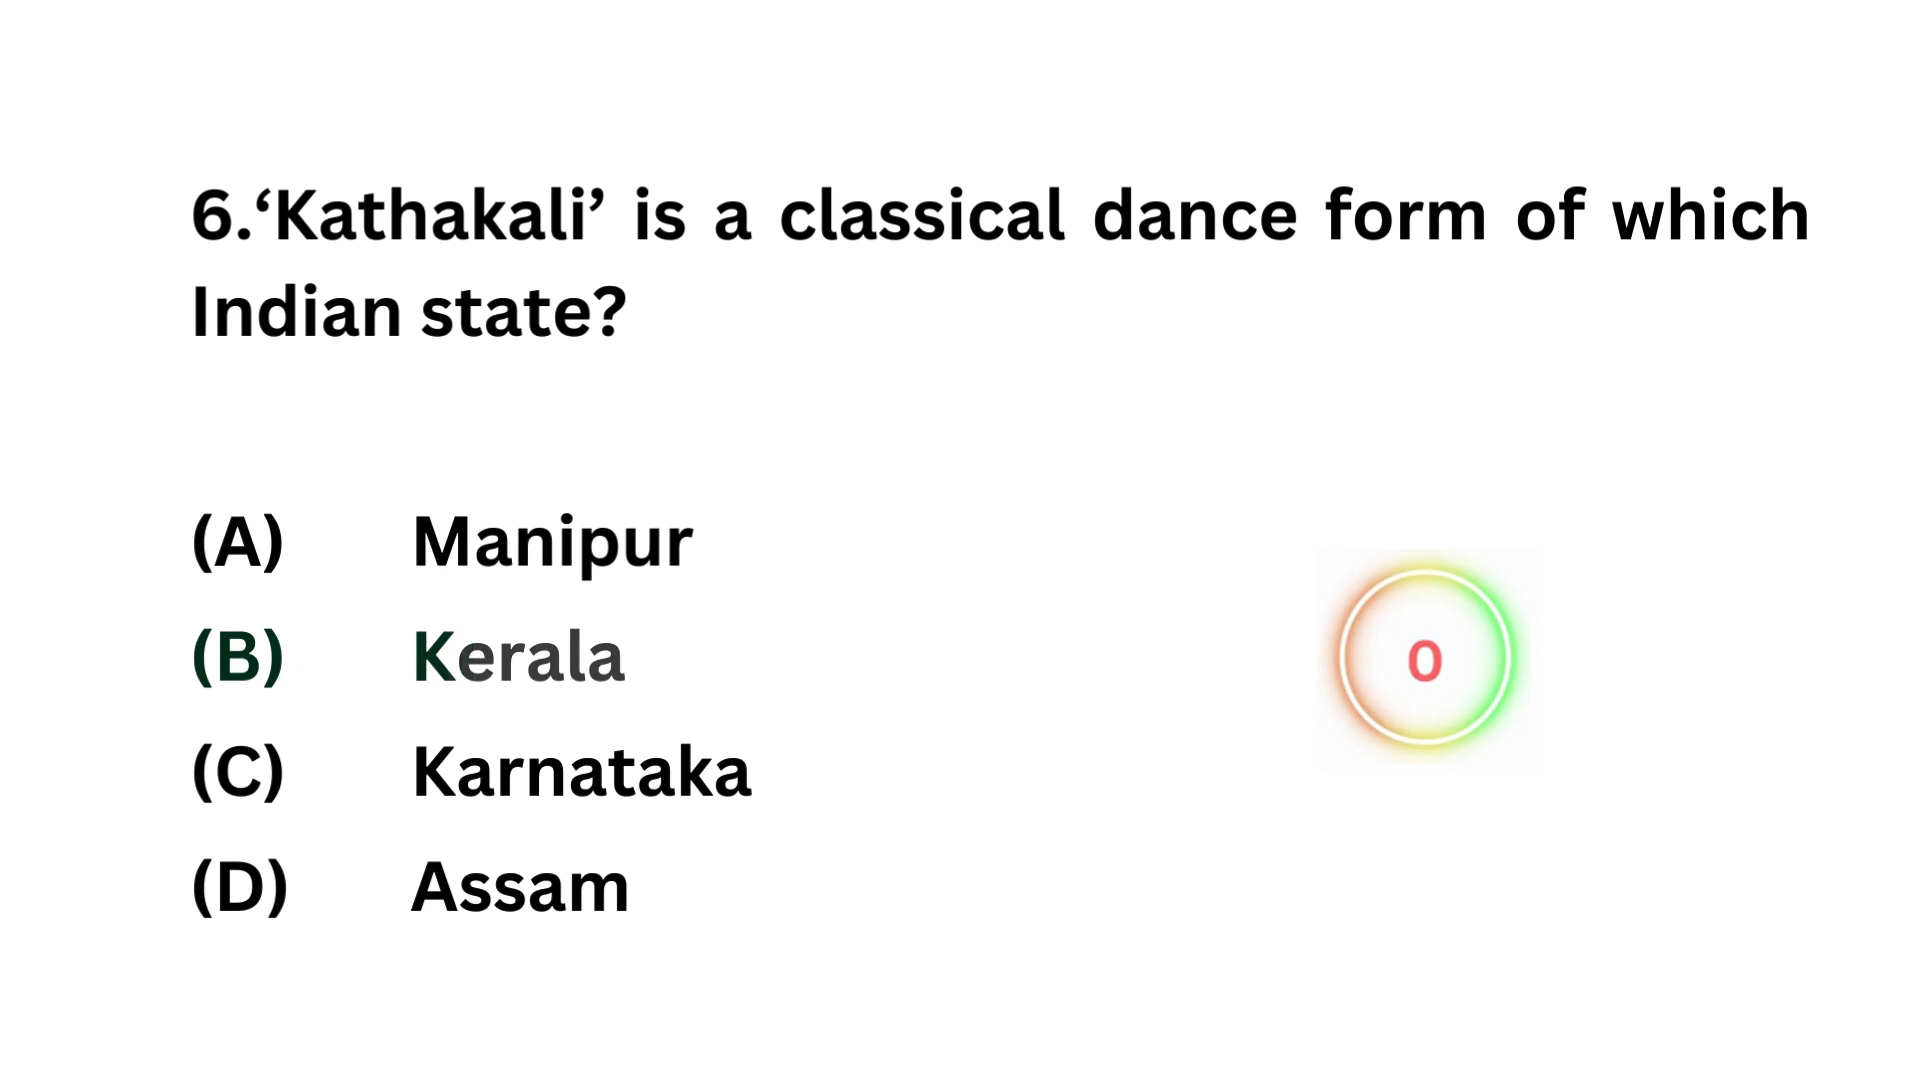 6.‘Kathakali’ is a classical dance form of which
Indian state?
(A) Manipur
(B) Kerala
0
(C) Karnataka
(D) Assam